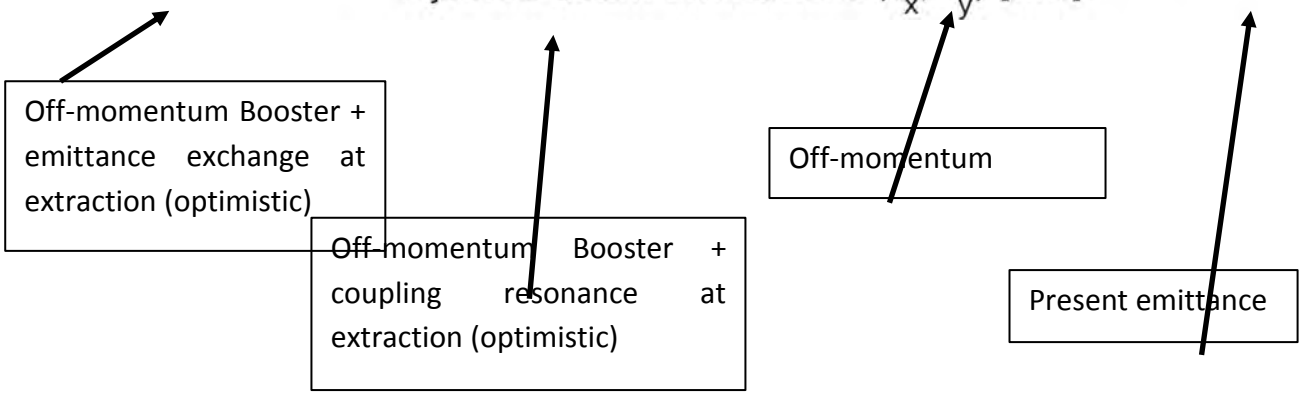 x y
Off-momentum Booster +
emittance exchange at
extraction (optimistic)
Off-momentum
Off-momentum Booster +
coupling resonance at
extraction (optimistic)
Present emittance